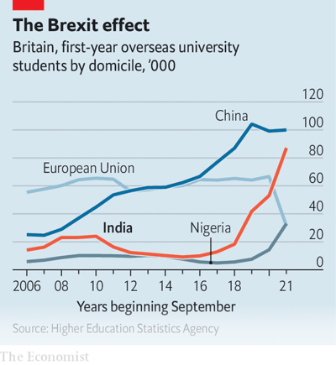 The Brexit effect
Britain, first-year overseas university
students by domicile, ’000
120
China
100
European Union
80
60
India
Nigeria
40
20
0
2006 08 10 12 14 16 18 21
Years beginning September
Source: Higher Education Statistics Agency
The Economist